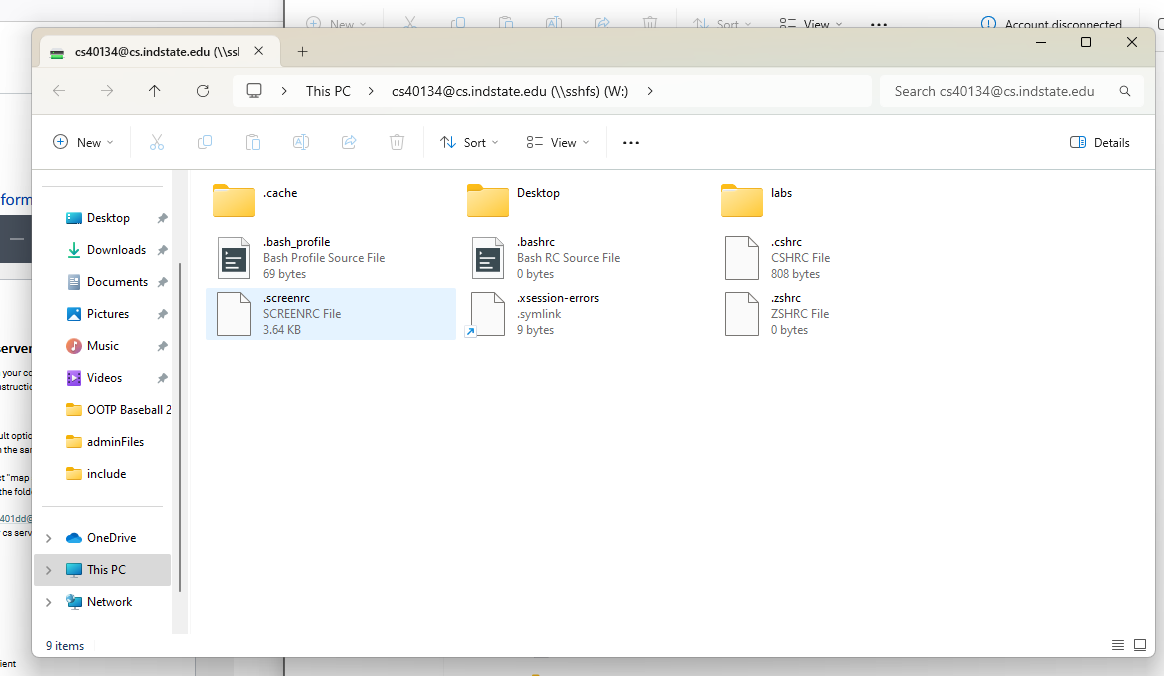 New
Sort
View
Account disconnected
cs40134@cs.indstate.edu (\\ssl
This PC
cs40134@cs.indstate.edu (\\sshfs) (W:)
Search cs40134@cs.indstate.edu
New
Sort
View
Details
form
.cache
Desktop
labs
Desktop
Downloads
Documents
Pictures
Music
Videos
OOTP Baseball 2
adminFiles
include
OneDrive
This PC
Network
.bash_profile
Bash Profile Source File
69 bytes
.bashrc
Bash RC Source File
0 bytes
.cshrc
CSHRC File
808 bytes
.screenrc
SCREENRC File
3.64 KB
.xsession-errors
.symlink
9 bytes
.zshrc
ZSHRC File
0 bytes
erver
your co
structio
ult optio
n the sa
t "map
the fold
401dd@
cs serv
ient
9 items